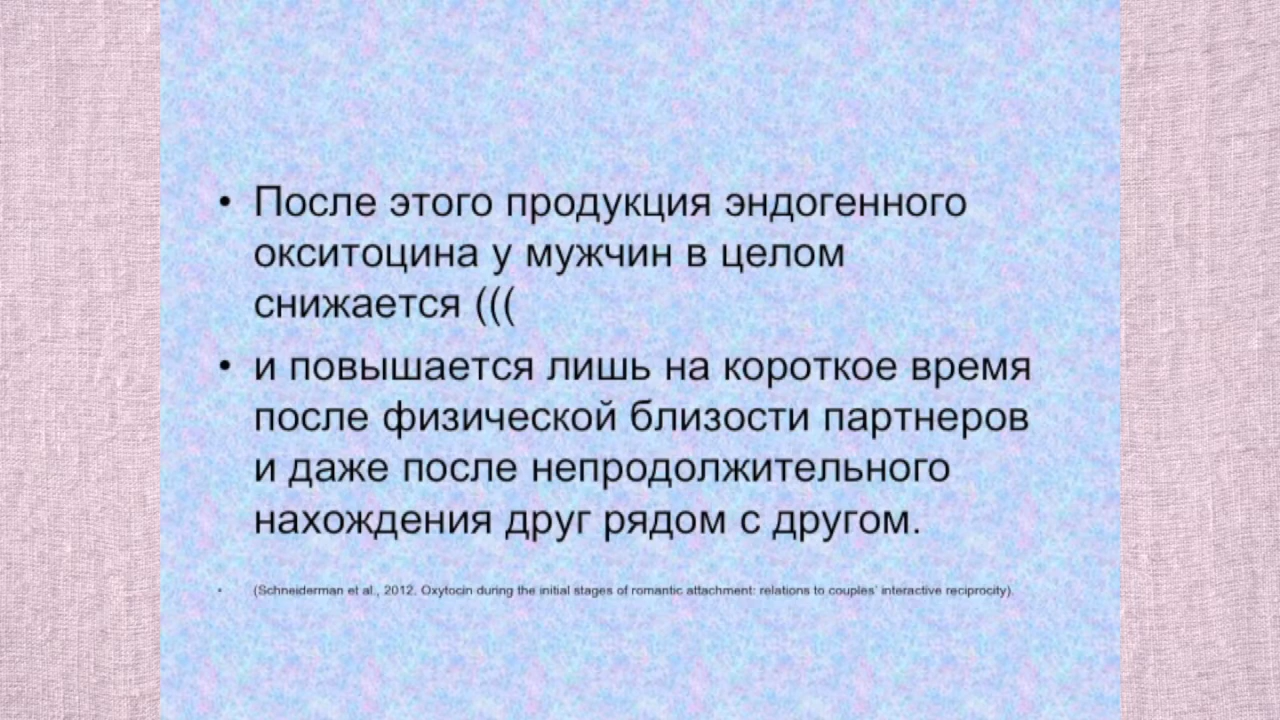 • После этого продукция эндогенного
окситоцина у мужчин в целом
снижается (((
• и повышается лишь на короткое время
после физической близости партнеров
и даже после непродолжительного
нахождения друг рядом с другом.
• (Schneiderman et al., 2012. Oxytocin during the initial stages of romantic attachment: relations to couples' interactive reciprocity).